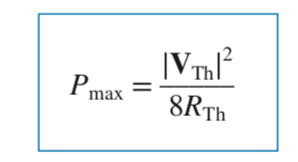 P_max = |V_Th|² / 8R_Th